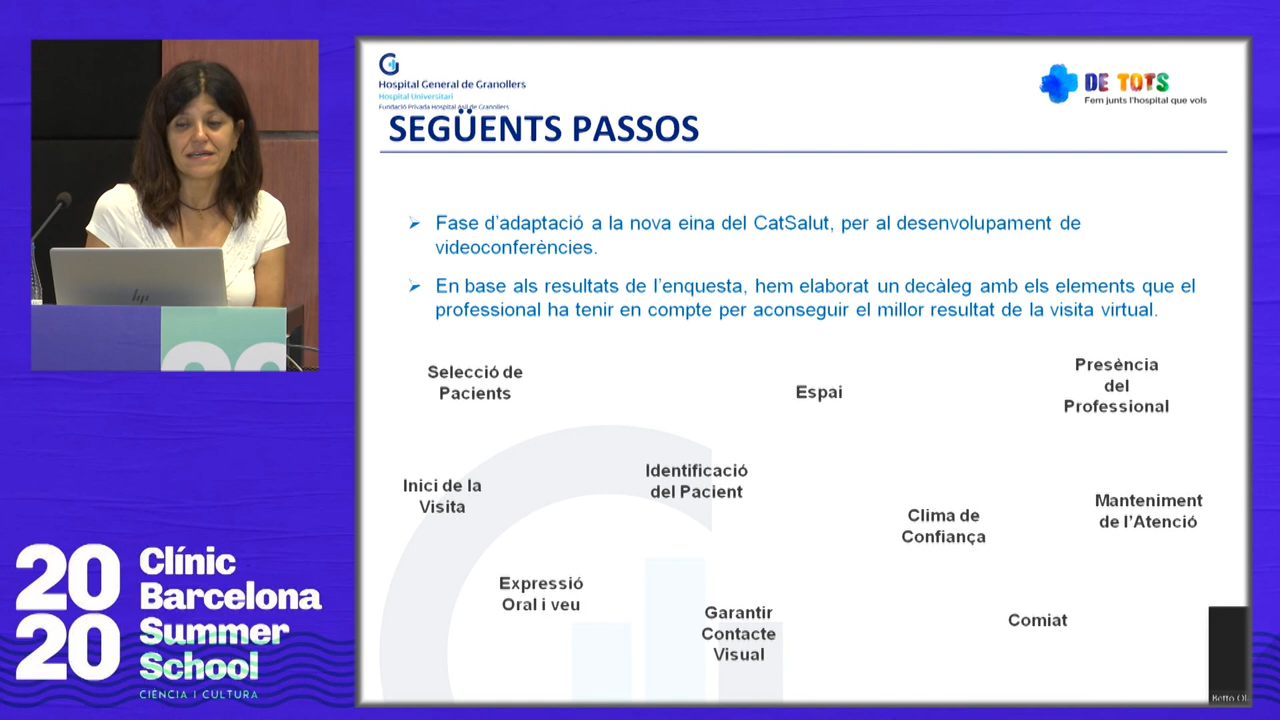 Hospital General de Granollers
Hospital Universitari
Fundació Privada Hospital Asil de Granollers
DE TOTS
Fem junts l'hospital que vols
SEGÜENTS PASSOS
Fase d'adaptació a la nova eina del CatSalut, per al desenvolupament de
videoconferències.
En base als resultats de l'enquesta, hem elaborat un decàleg amb els elements que el
professional ha tenir en compte per aconseguir el millor resultat de la visita virtual.
Selecció de
Pacients
Espai
Presència
del
Professional
Inici de la
Visita
Identificació
del Pacient
Clima de
Confiança
Manteniment
de l'Atenció
Expressió
Oral i veu
Garantir
Contacte
Visual
Comiat
hp
20
20
Clínic
Barcelona
Summer
School
CIÈNCIA I CULTURA